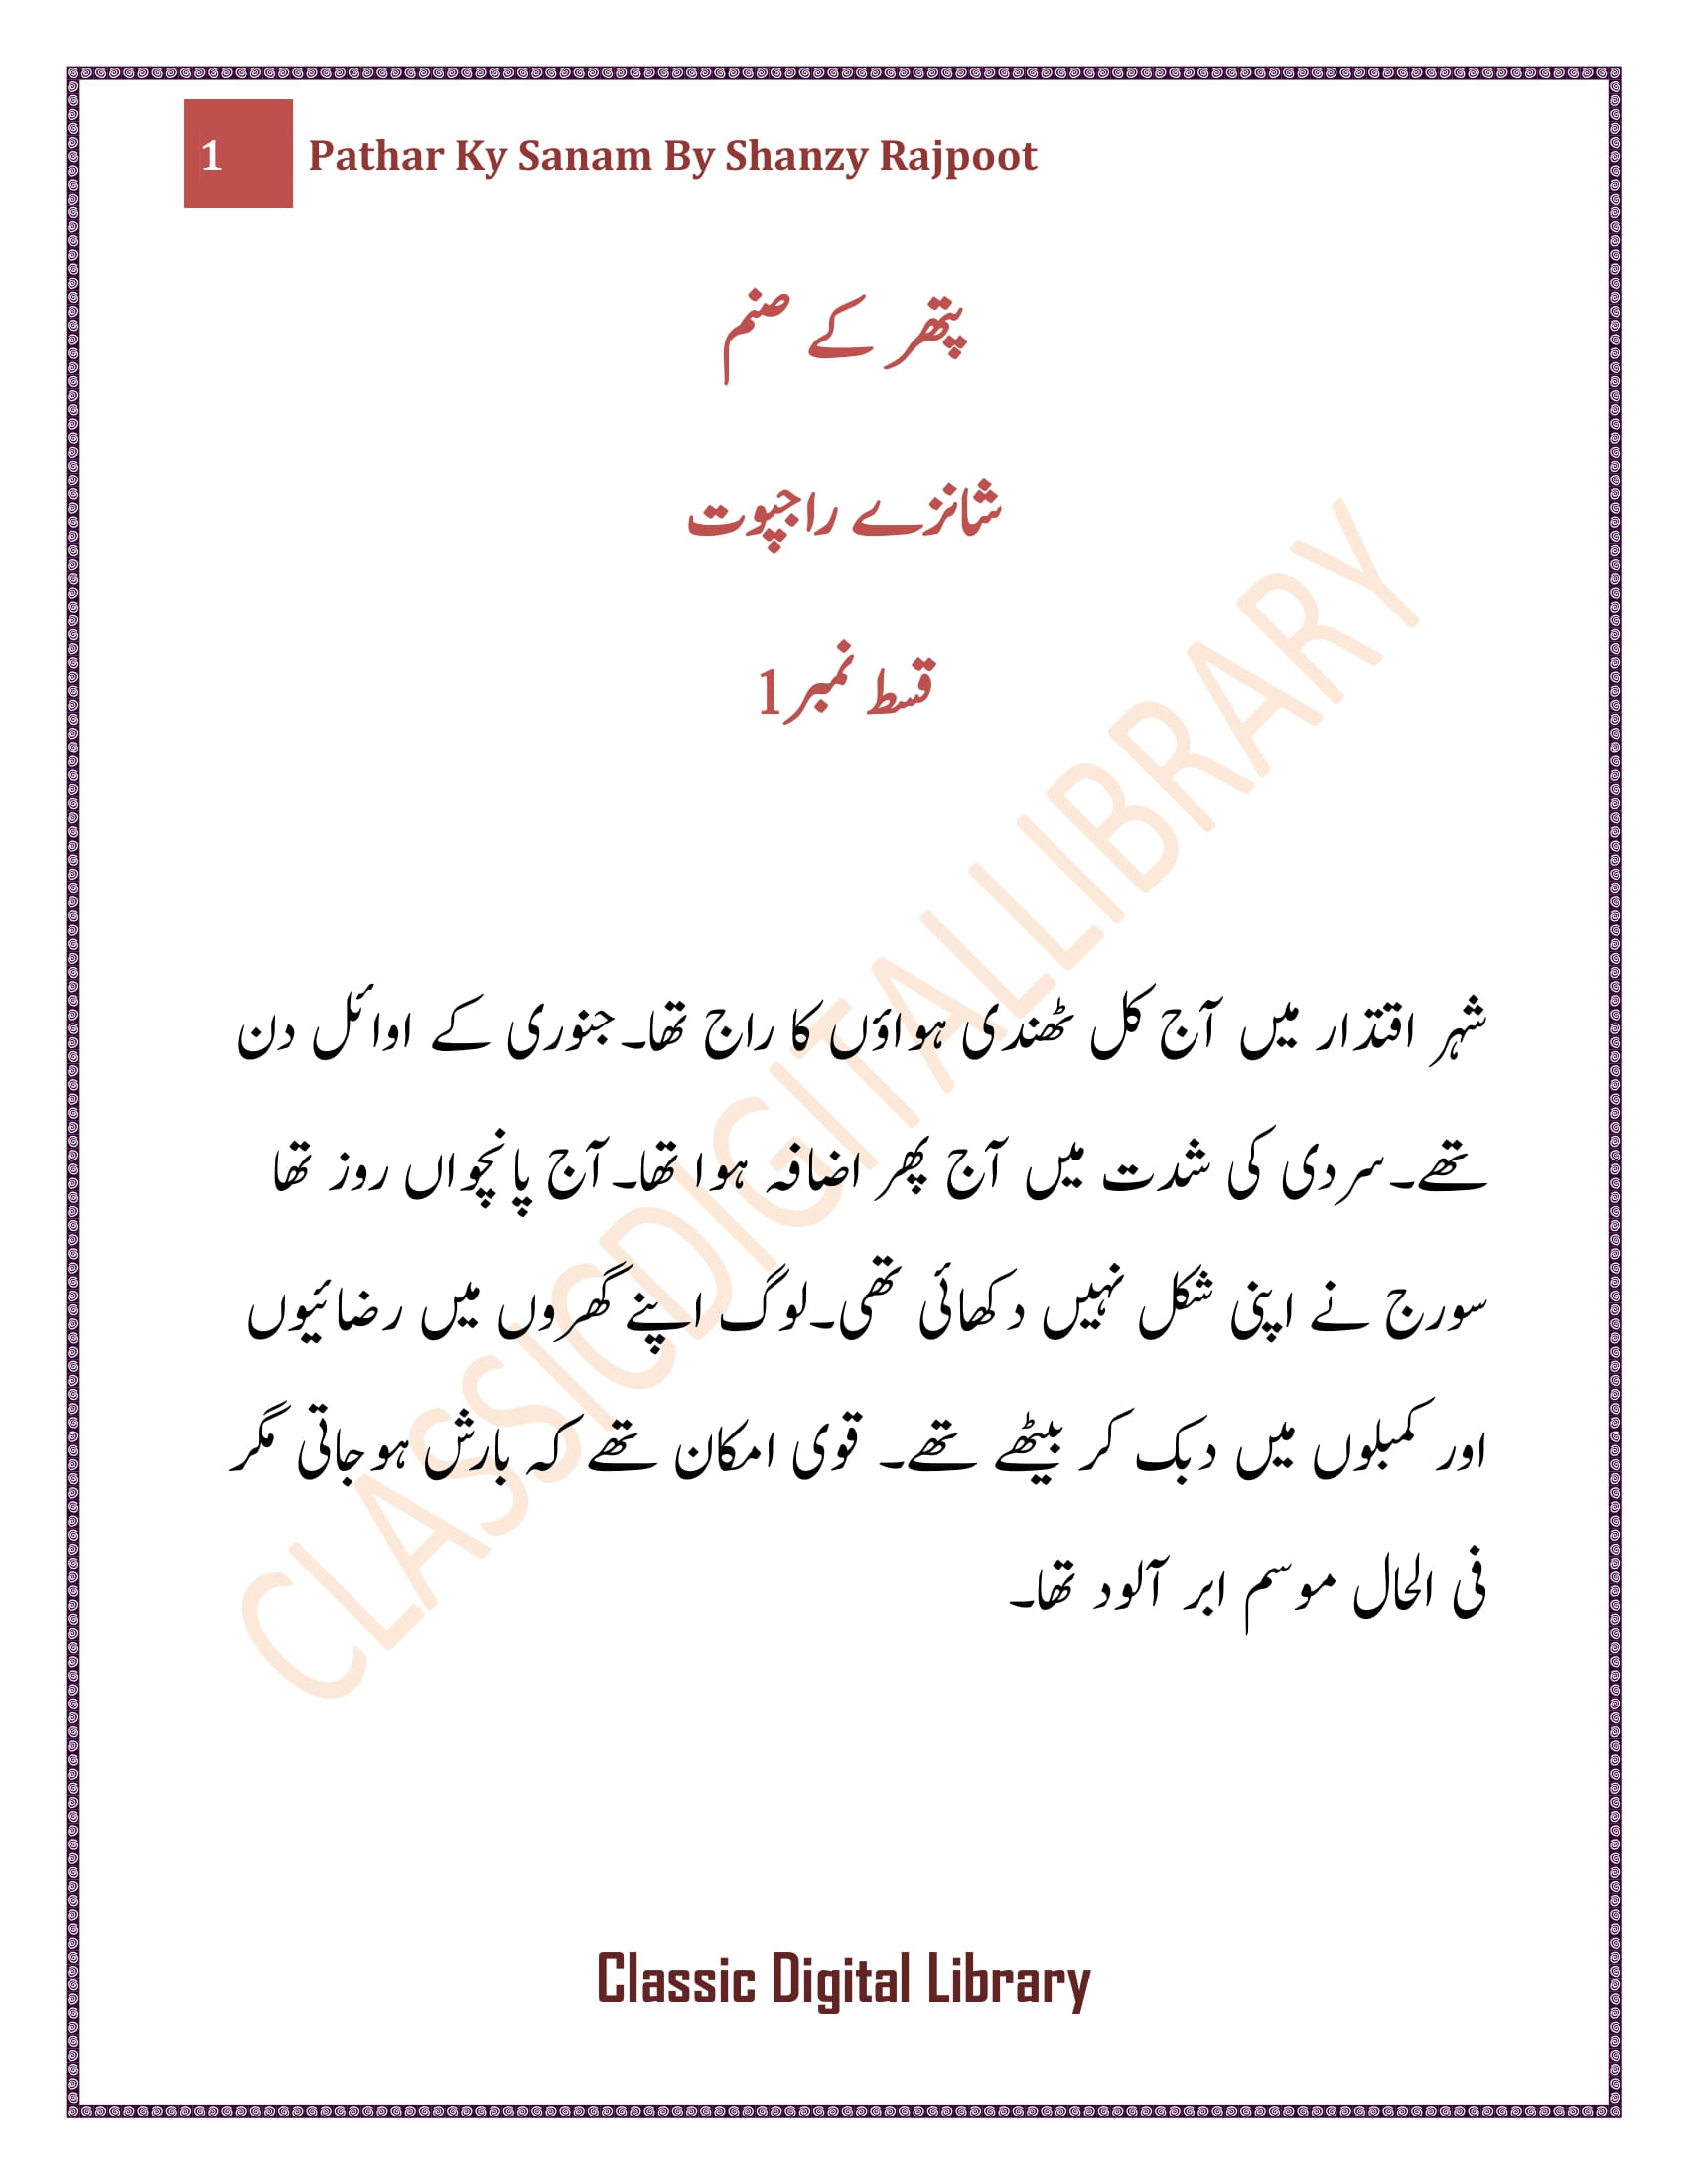 1 Pathar Ky Sanam By Shanzy Rajpoot
پتھر کے صنم
شانزے راجپوت
قسط نمبر1
شہر اقتدار میں آج کل ٹھنڈی ہواؤں کا راج تھا۔جنوری کے اوائل دن
تھے۔سردی کی شدت میں آج پھر اضافہ ہوا تھا۔آج پانچواں روز تھا
سورج نے اپنی شکل نہیں دکھائی تھی۔لوگ اپنے گھروں میں رضائیوں
اور کمبلوں میں دبک کر بیٹھے تھے۔ قوی امکان تھے کہ بارش ہوجاتی مگر
فی الحال موسم ابر آلود تھا۔
CLASSICDIGITALLIBRARY
Classic Digital Library